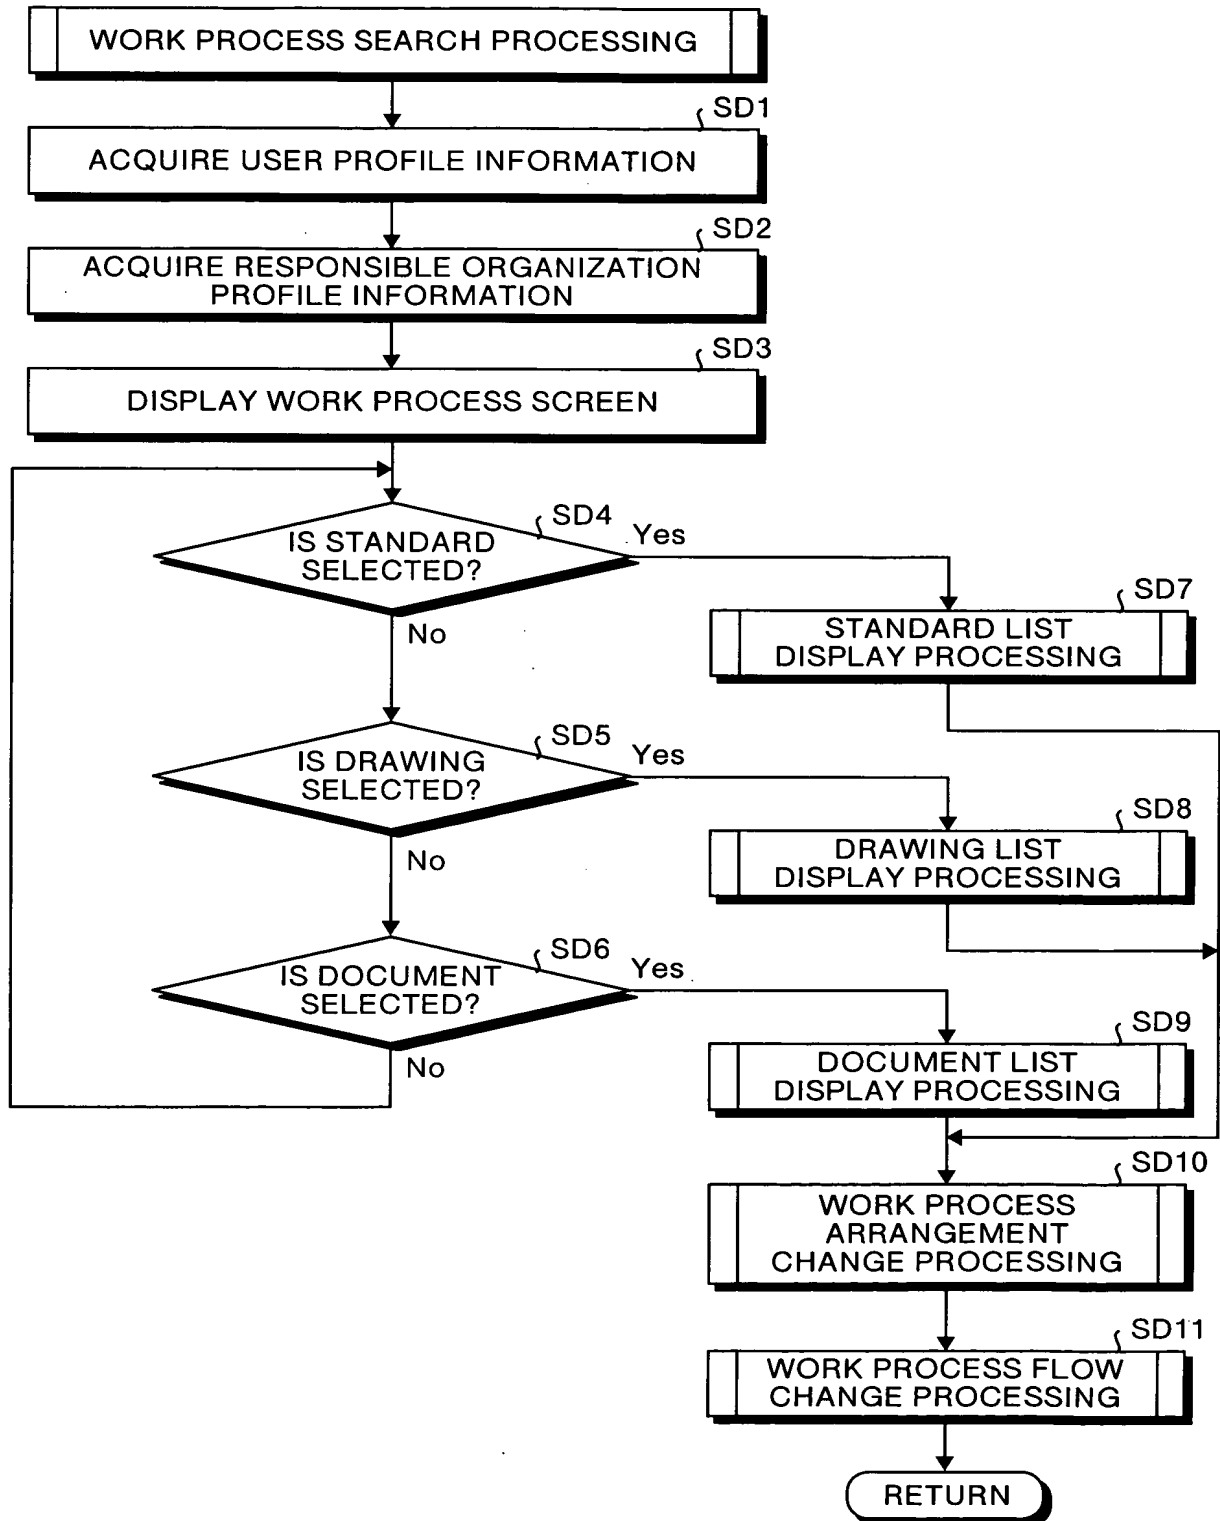 WORK PROCESS SEARCH PROCESSING
SD1
ACQUIRE USER PROFILE INFORMATION
SD2
ACQUIRE RESPONSIBLE ORGANIZATION
PROFILE INFORMATION
SD3
DISPLAY WORK PROCESS SCREEN
SD4
IS STANDARD
SELECTED?
Yes
No
SD7
STANDARD LIST
DISPLAY PROCESSING
SD5
IS DRAWING
SELECTED?
Yes
No
SD8
DRAWING LIST
DISPLAY PROCESSING
SD6
IS DOCUMENT
SELECTED?
Yes
No
SD9
DOCUMENT LIST
DISPLAY PROCESSING
SD10
WORK PROCESS
ARRANGEMENT
CHANGE PROCESSING
SD11
WORK PROCESS FLOW
CHANGE PROCESSING
RETURN